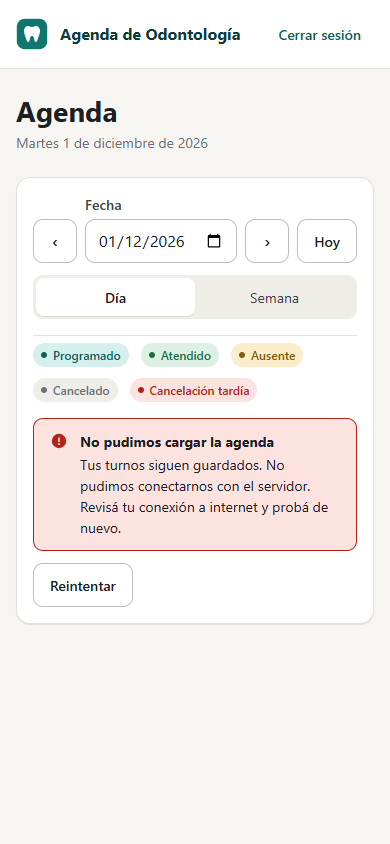 Agenda de Odontología
Cerrar sesión
Agenda
Martes 1 de diciembre de 2026
Fecha
‹
01/12/2026
›
Hoy
Día
Semana
Programado
Atendido
Ausente
Cancelado
Cancelación tardía
No pudimos cargar la agenda
Tus turnos siguen guardados. No
pudimos conectarnos con el servidor.
Revisá tu conexión a internet y probá de
nuevo.
Reintentar